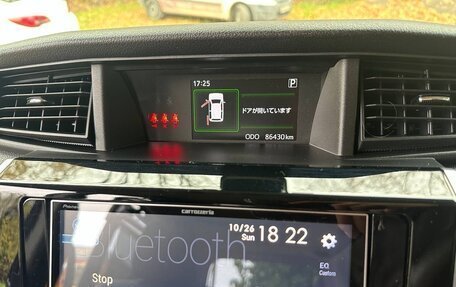 17:25
P
ドアが開いています
ODO 86430km
Pioneer
carrozzeria
Bluetooth
10/26
Sun
18 22
EQ
Custom
Stop